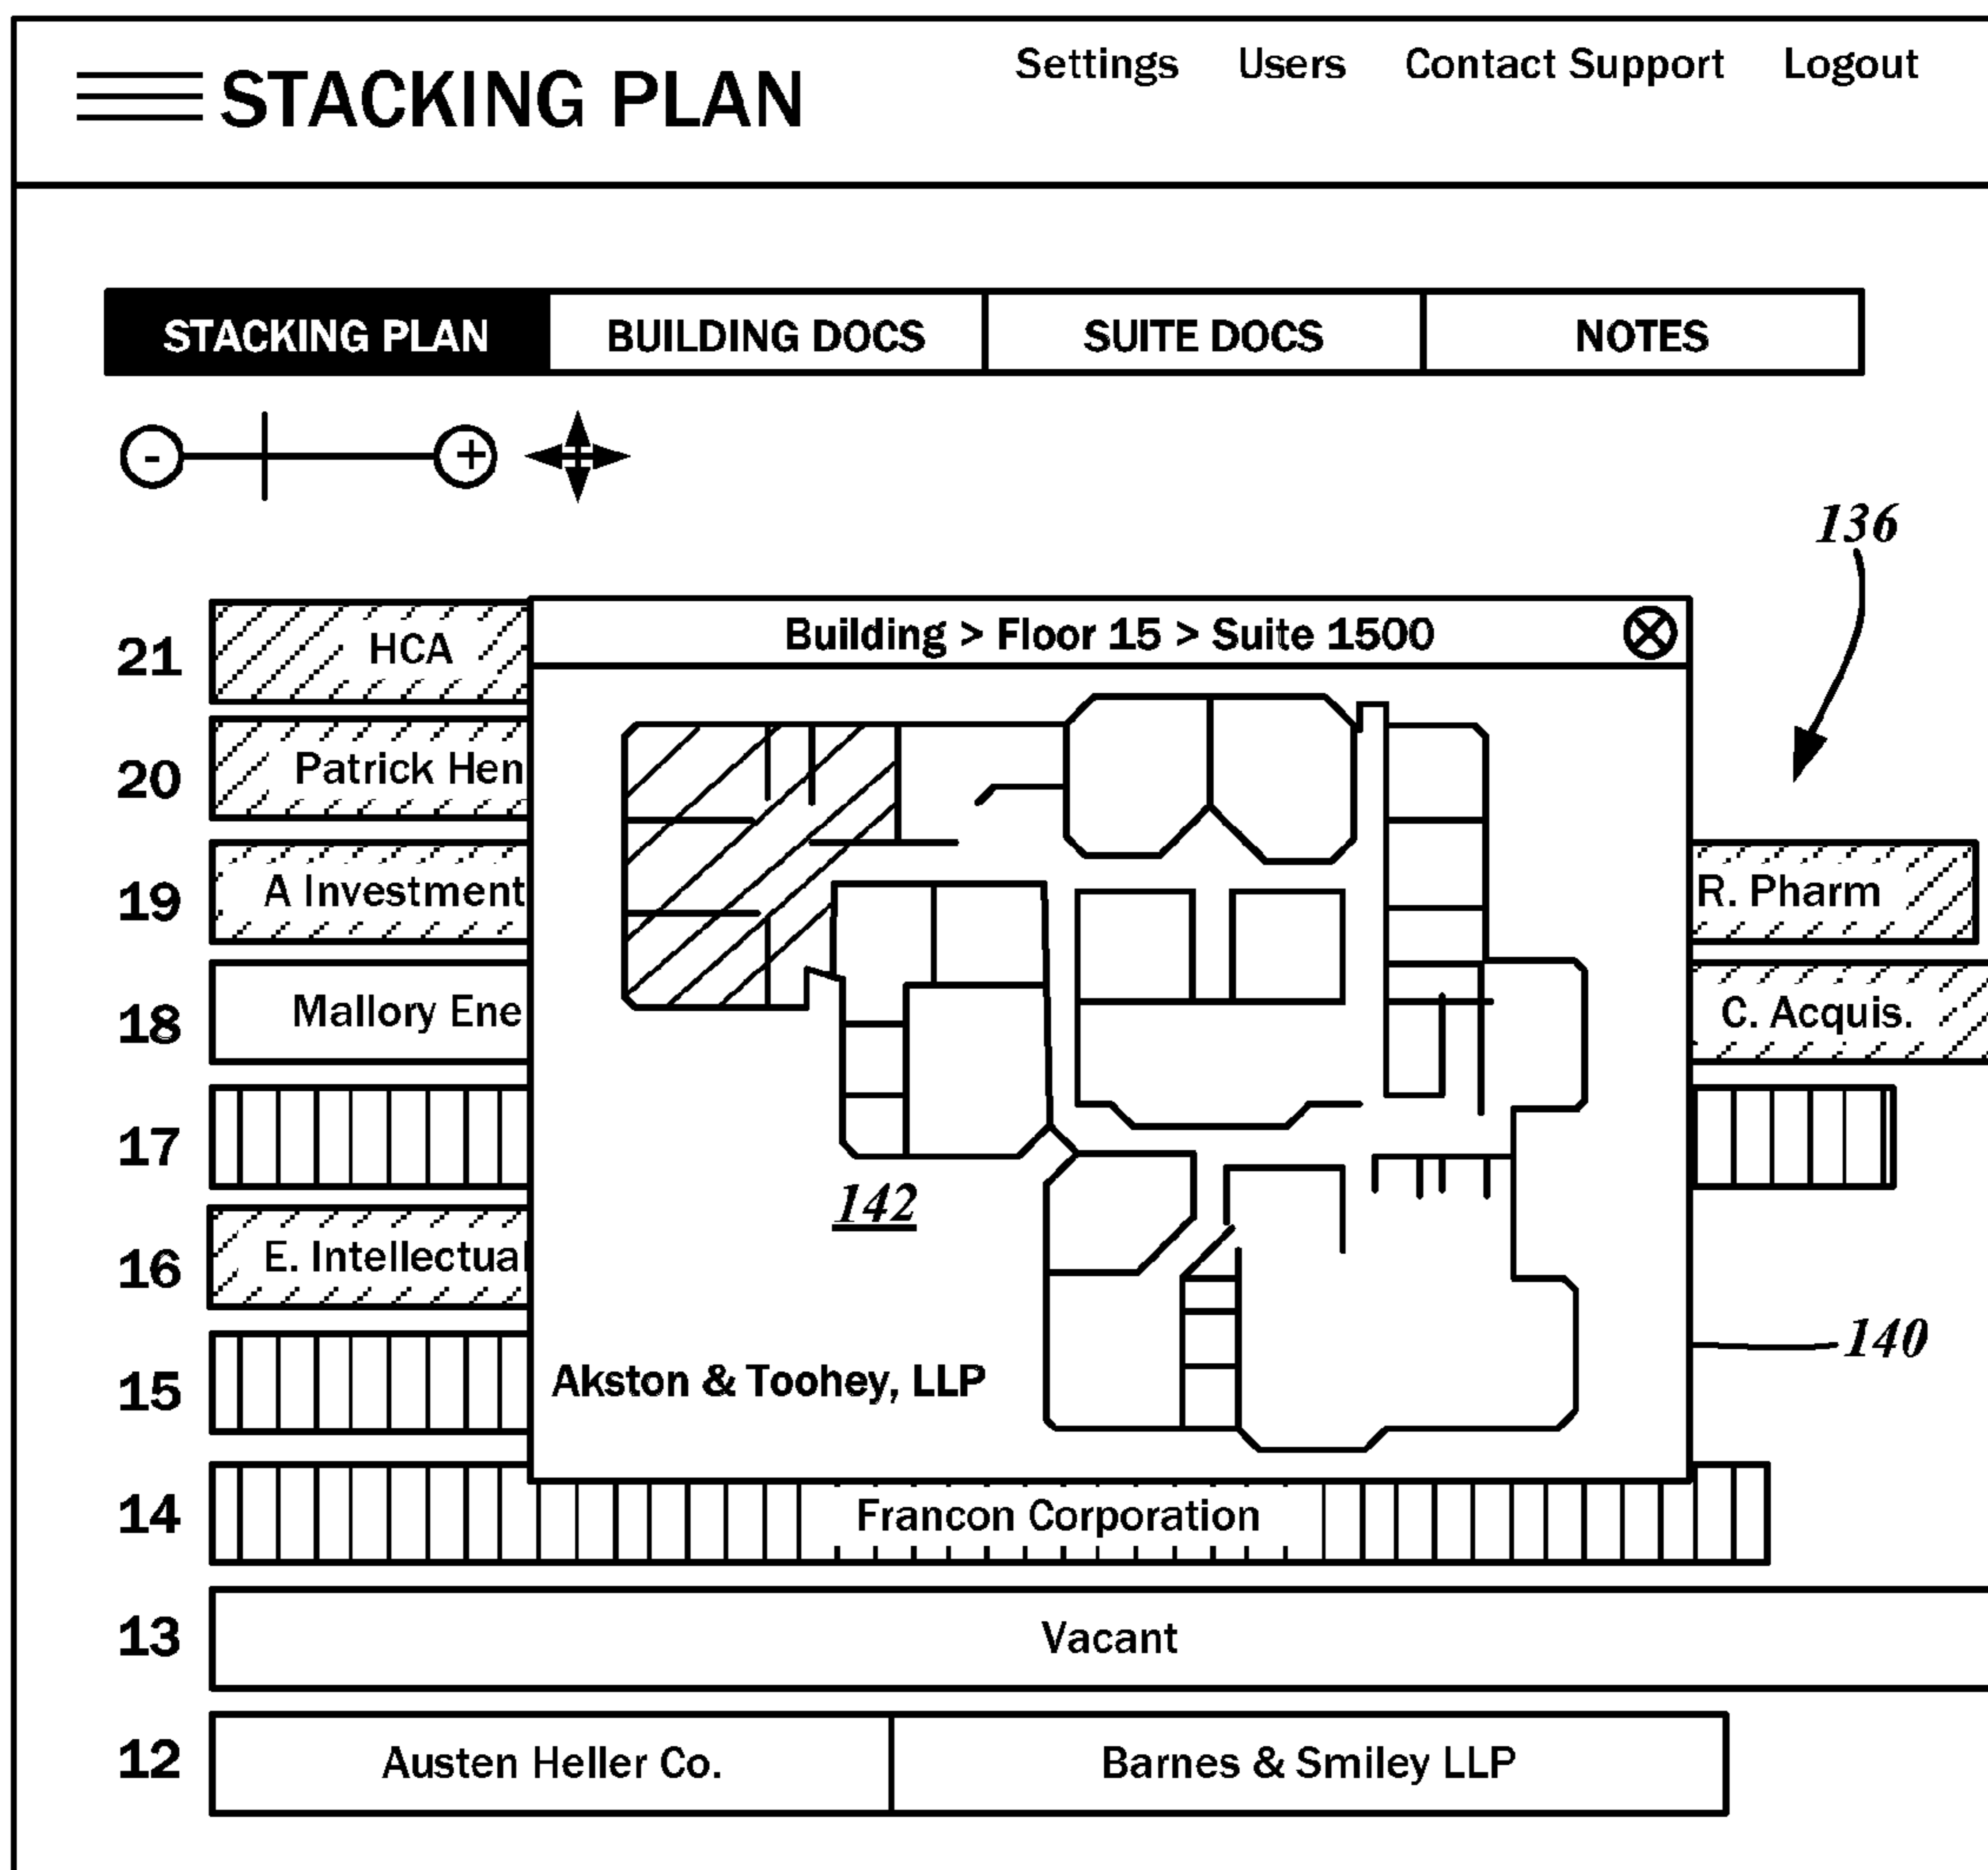 STACKING PLAN
Settings Users Contact Support Logout
STACKING PLAN BUILDING DOCS SUITE DOCS NOTES
- +
136
Building > Floor 15 > Suite 1500
21 HCA
20 Patrick Hen
19 A Investment R. Pharm
18 Mallory Ene C. Acquis.
17
142
16 E. Intellectual
140
15 Akston & Toohey, LLP
14 Francon Corporation
13 Vacant
12 Austen Heller Co. Barnes & Smiley LLP